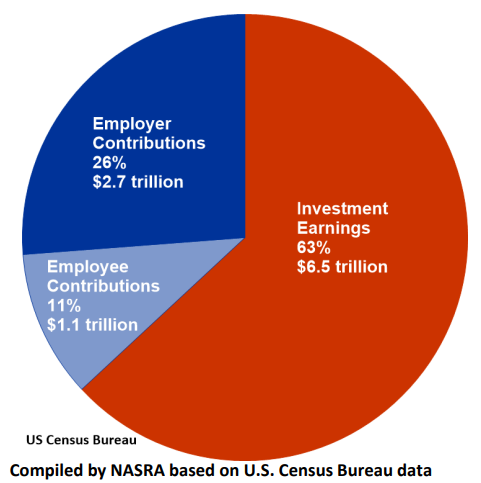 Employer
Contributions
26%
$2.7 trillion
Investment
Earnings
63%
$6.5 trillion
Employee
Contributions
11%
$1.1 trillion
US Census Bureau
Compiled by NASRA based on U.S. Census Bureau data